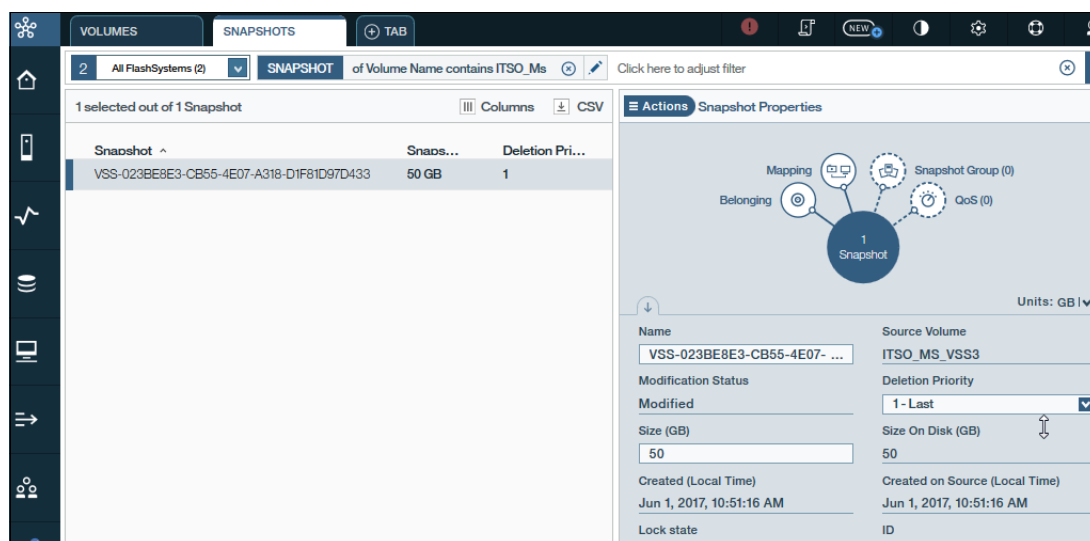 VOLUMES SNAPSHOTS TAB NEW
2 All FlashSystems (2) SNAPSHOT of Volume Name contains ITSO_Ms Click here to adjust filter
1 selected out of 1 Snapshot Columns CSV
Actions Snapshot Properties
Snapshot Snaps... Deletion Pri...
VSS-023BE8E3-CB55-4E07-A318-D1F81D97D433 50 GB 1
Mapping Snapshot Group (0)
Belonging QoS (0)
1
Snapshot
Units: GB
Name Source Volume
VSS-023BE8E3-CB55-4E07- ... ITSO_MS_VSS3
Modification Status Deletion Priority
Modified 1 - Last
Size (GB) Size On Disk (GB)
50 50
Created (Local Time) Created on Source (Local Time)
Jun 1, 2017, 10:51:16 AM Jun 1, 2017, 10:51:16 AM
Lock state ID